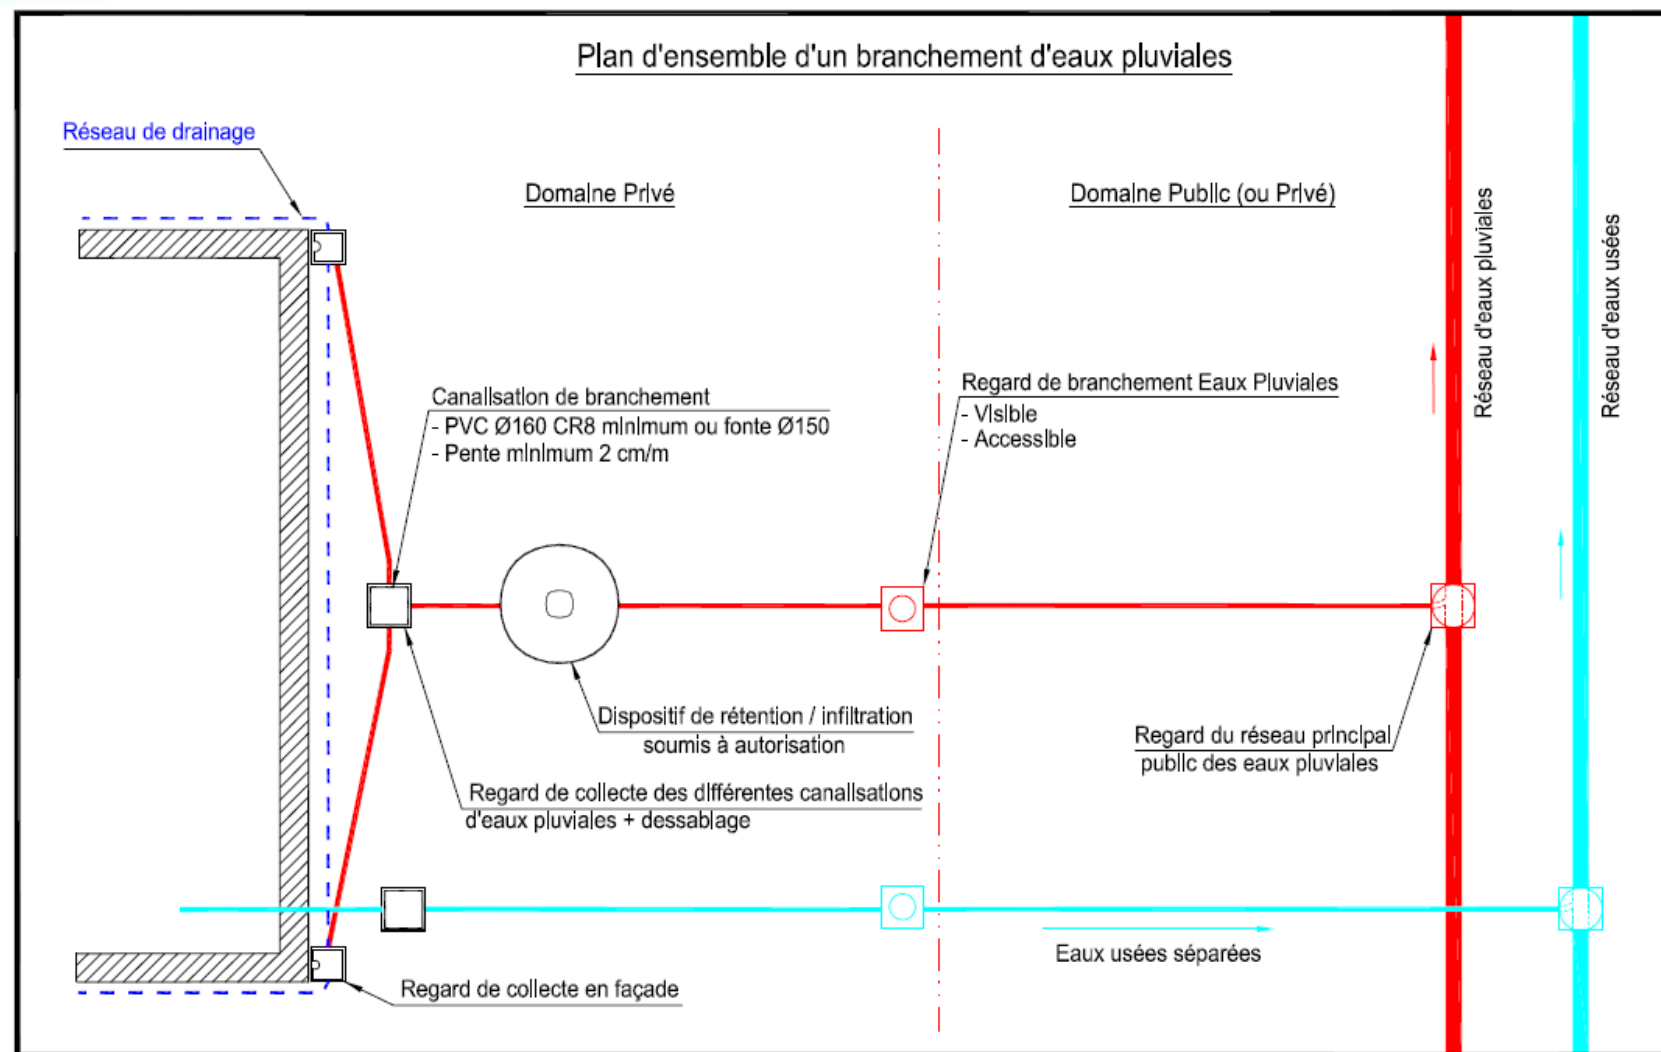 Plan d'ensemble d'un branchement d'eaux pluviales
Réseau de drainage
Domaine Privé
Domaine Public (ou Privé)
Réseau d'eaux pluviales
Réseau d'eaux usées
Canalisation de branchement
- PVC Ø160 CR8 minimum ou fonte Ø150
- Pente minimum 2 cm/m
Regard de branchement Eaux Pluviales
- Visible
- Accessible
Dispositif de rétention / infiltration
soumis à autorisation
Regard du réseau principal
public des eaux pluviales
Regard de collecte des différentes canalisations
d'eaux pluviales + dessablage
Eaux usées séparées
Regard de collecte en façade